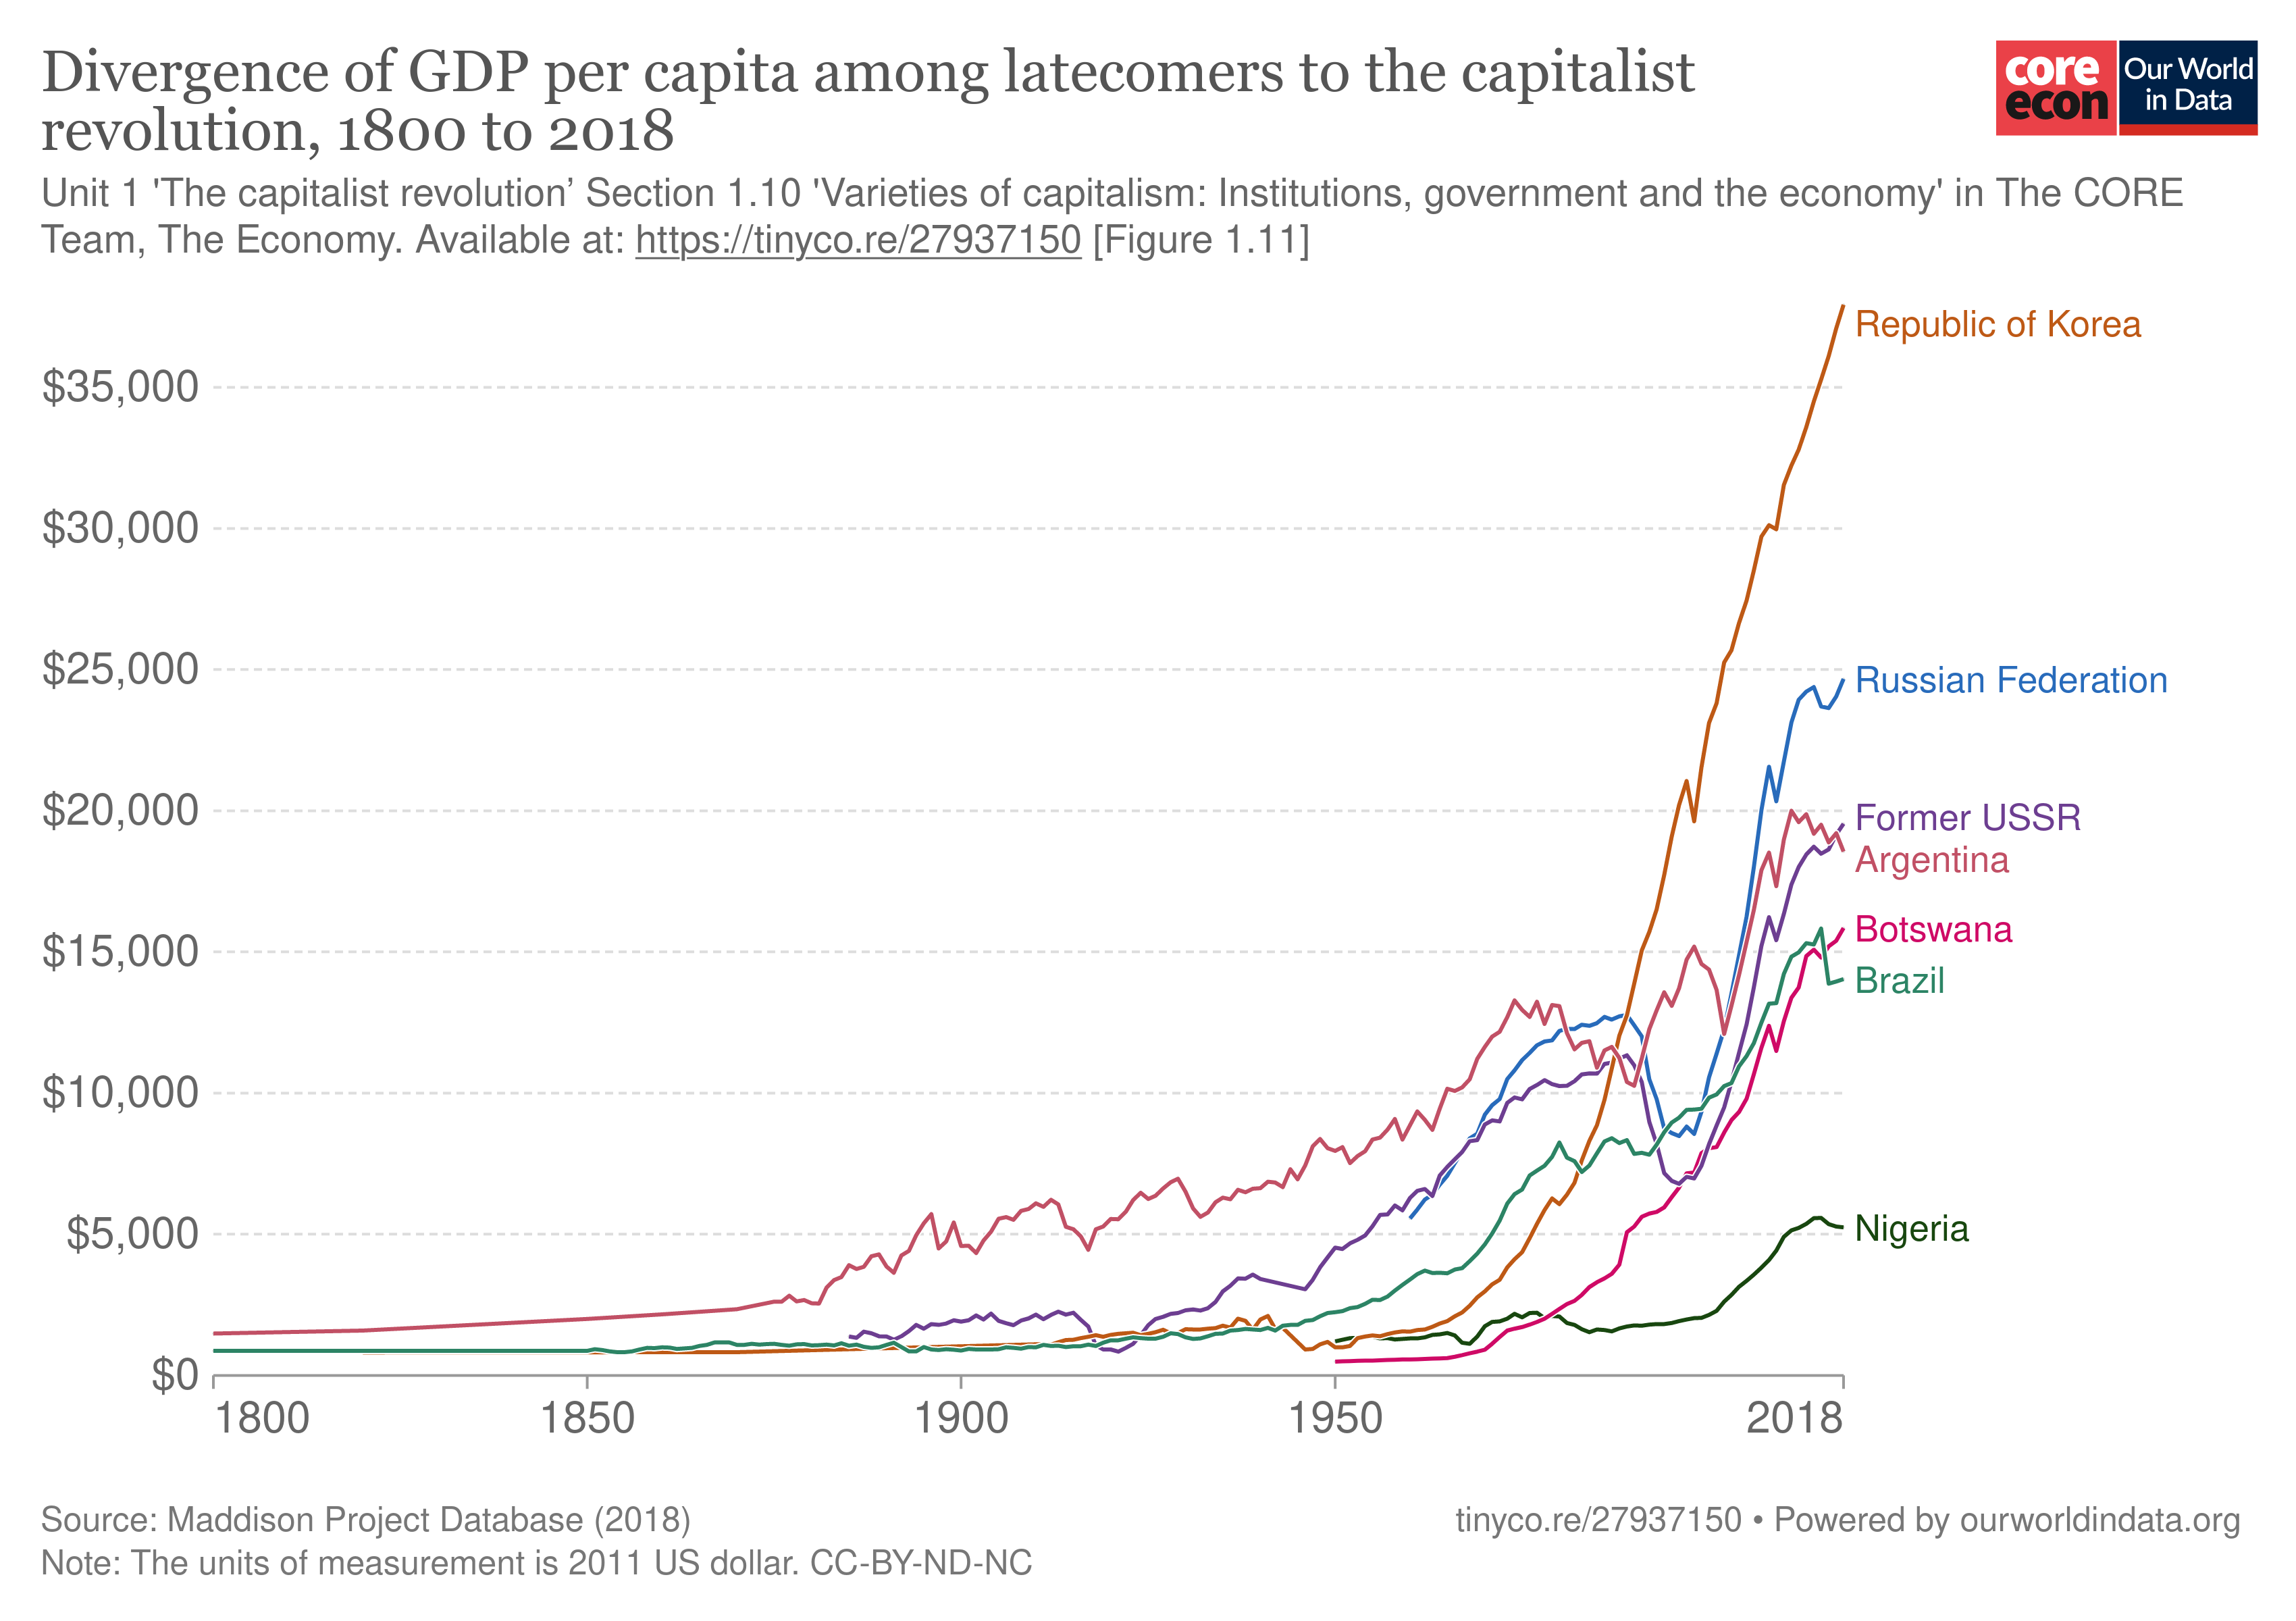 Divergence of GDP per capita among latecomers to the capitalist
revolution, 1800 to 2018
core
econ
Our World
in Data
Unit 1 'The capitalist revolution’ Section 1.10 'Varieties of capitalism: Institutions, government and the economy' in The CORE
Team, The Economy. Available at: https://tinyco.re/27937150 [Figure 1.11]
Republic of Korea
$35,000
$30,000
$25,000
Russian Federation
$20,000
Former USSR
Argentina
$15,000
Botswana
Brazil
$10,000
$5,000
Nigeria
$0
1800
1850
1900
1950
2018
Source: Maddison Project Database (2018)
tinyco.re/27937150 • Powered by ourworldindata.org
Note: The units of measurement is 2011 US dollar. CC-BY-ND-NC